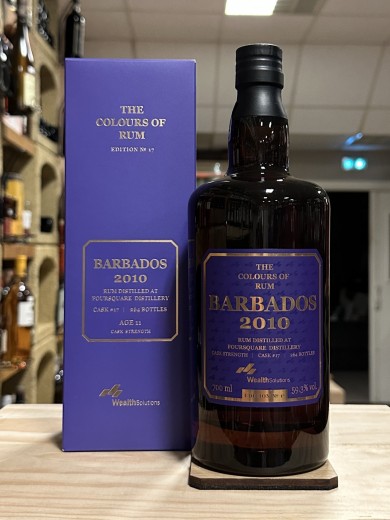 THE
COLOURS OF
RUM
EDITION Nº 17
BARBADOS
2010
RUM DISTILLED AT
FOURSQUARE DISTILLERY
CASK #17 | 264 BOTTLES
AGE 11
CASK STRENGTH
WealthSolutions
THE
COLOURS OF
RUM
BARBADOS
2010
RUM DISTILLED AT
FOURSQUARE DISTILLERY
CASK STRENGTH | CASK #17 | 264 BOTTLES
WealthSolutions
700 ml
59,3% vol.